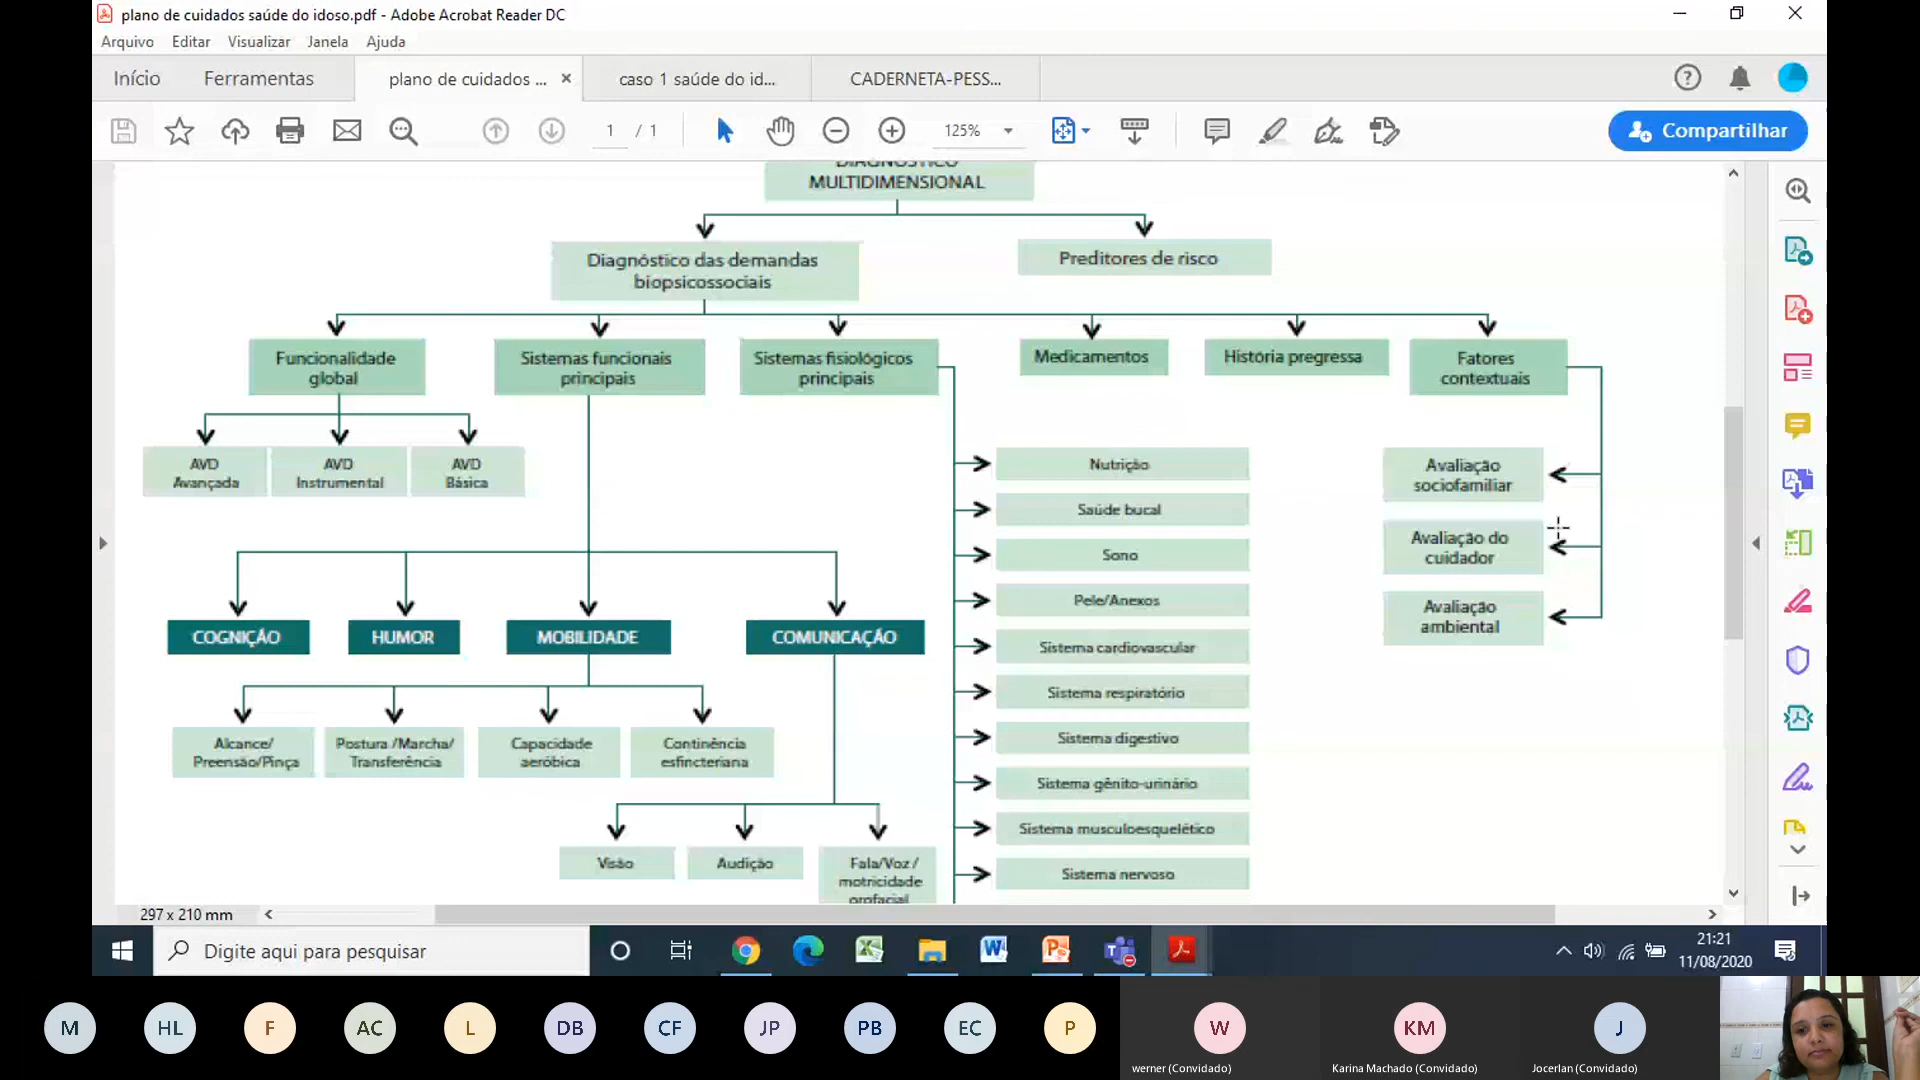 plano de cuidados saúde do idoso.pdf - Adobe Acrobat Reader DC
Arquivo Editar Visualizar Janela Ajuda
Início Ferramentas plano de cuidados ... × caso 1 saúde do id... CADERNETA-PESS...
1 / 1 125% Compartilhar
DIAGNÓSTICO
MULTIDIMENSIONAL
Diagnóstico das demandas
biopsicossociais
Preditores de risco
Funcionalidade
global
Sistemas funcionais
principais
Sistemas fisiológicos
principais
Medicamentos
História pregressa
Fatores
contextuais
AVD
Avançada
AVD
Instrumental
AVD
Básica
Nutrição
Saúde bucal
Sono
Pele/Anexos
Sistema cardiovascular
Sistema respiratório
Sistema digestivo
Sistema gênito-urinário
Sistema musculoesquelético
Sistema nervoso
Avaliação
sociofamiliar
Avaliação do
cuidador
Avaliação
ambiental
COGNIÇÃO
HUMOR
MOBILIDADE
COMUNICAÇÃO
Alcance/
Preensão/Pinça
Postura/Marcha/
Transferência
Capacidade
aeróbica
Continência
esfincteriana
Visão
Audição
Fala/Voz/
motricidade
orofacial
297 x 210 mm
Digite aqui para pesquisar
21:21
11/08/2020
M HL F AC L DB CF JP PB EC P W KM J
werner (Convidado) Karina Machado (Convidado) Jocerlan (Convidado)